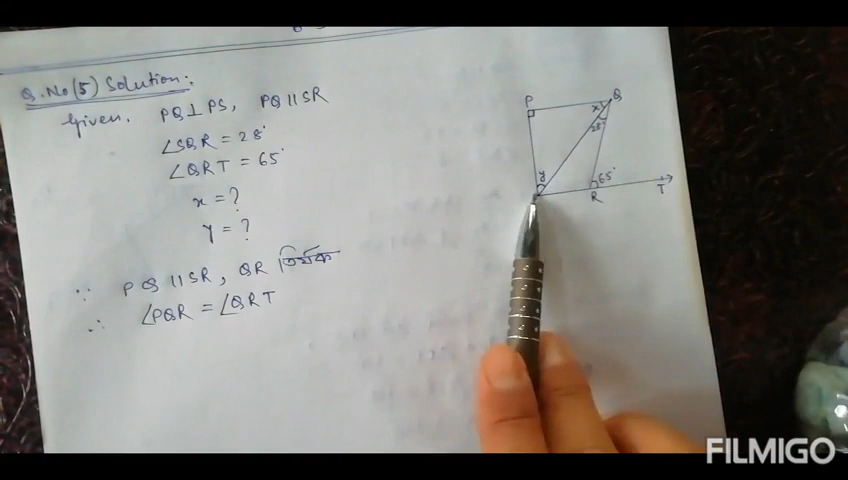 Q.No(5) Solution:
Given. PQ⊥PS, PQ∥SR
∠SQR = 28°
∠QRT = 65°
x = ?
y = ?
∵ PQ∥SR, QR
∴ ∠PQR = ∠QRT
P
Q
x
28°
y
65°
R
T
FILMIGO